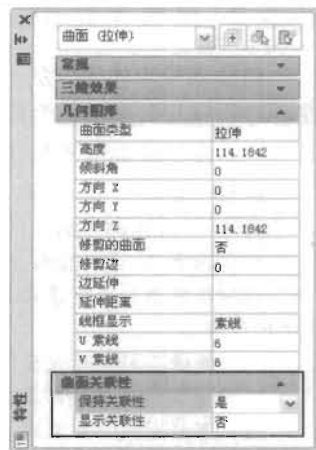 曲面 (拉伸)
常规
三维效果
几何图形
曲面类型 拉伸
高度 114.1842
倾斜角 0
方向 X 0
方向 Y 0
方向 Z 114.1842
修剪的曲面 否
修剪边 0
边延伸
延伸距离
线框显示 素线
U 素线 6
V 素线 6
曲面关联性
保持关联性 是
显示关联性 否
特性